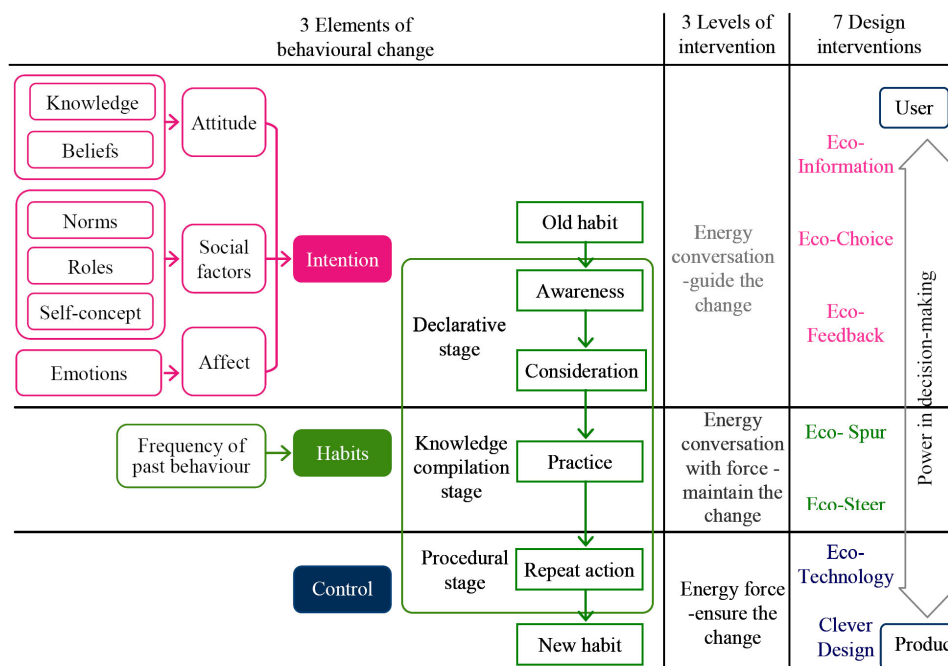 3 Elements of
behavioural change
3 Levels of
intervention
7 Design
interventions
Knowledge
Beliefs
Attitude
Norms
Roles
Self-concept
Social
factors
Emotions
Affect
Intention
Old habit
Awareness
Declarative
stage
Consideration
Energy
conversation
-guide the
change
User
Eco-
Information
Eco-Choice
Eco-
Feedback
Power in decision-making
Frequency of
past behaviour
Habits
Knowledge
compilation
stage
Practice
Energy
conversation
with force -
maintain the
change
Eco- Spur
Eco-Steer
Control
Procedural
stage
Repeat action
New habit
Energy force
-ensure the
change
Eco-
Technology
Clever
Design
Produc